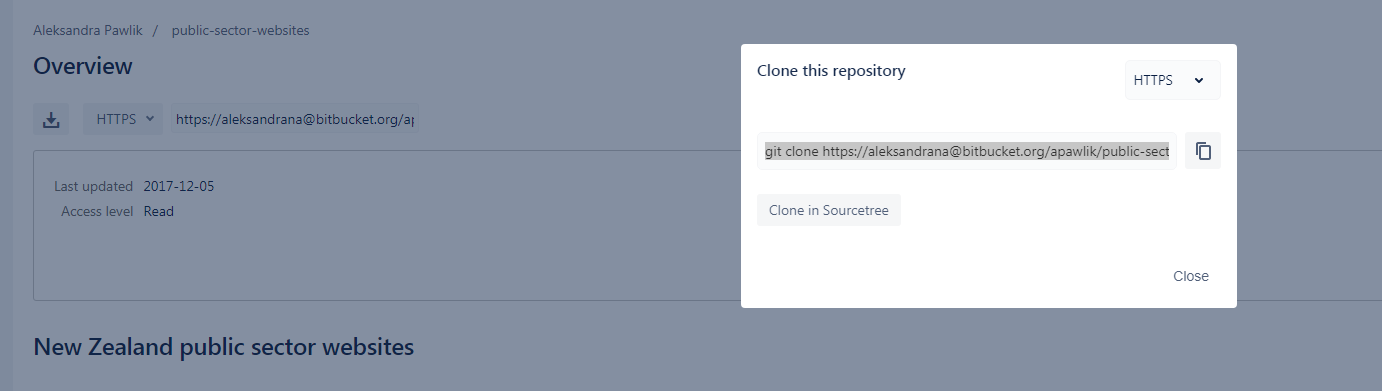 Aleksandra Pawlik / public-sector-websites
Overview
HTTPS https://aleksandrana@bitbucket.org/ap
Last updated 2017-12-05
Access level Read
New Zealand public sector websites
Clone this repository
HTTPS
git clone https://aleksandrana@bitbucket.org/apawlik/public-sect
Clone in Sourcetree
Close